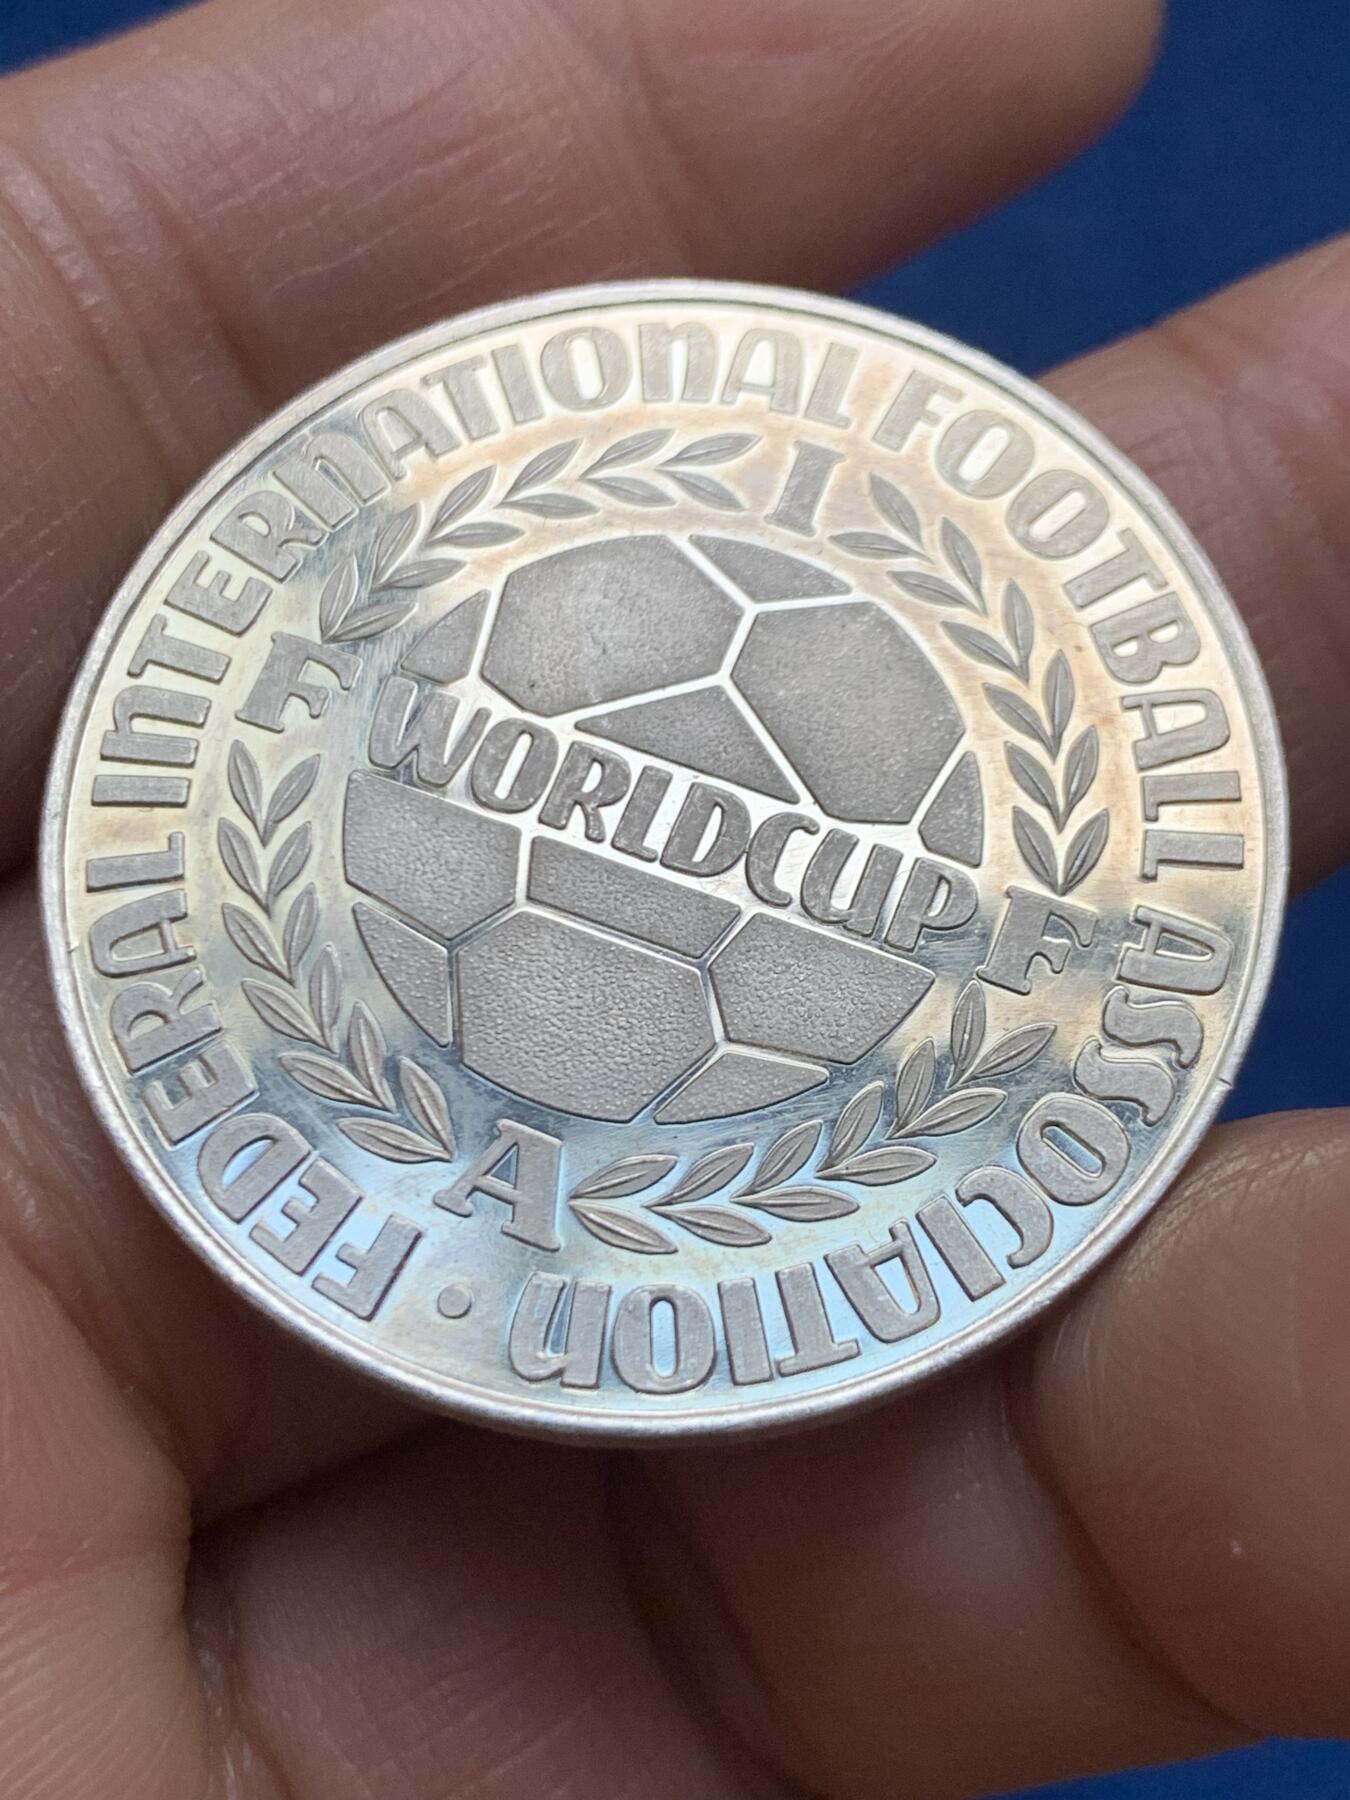 FEDERAL INTERNATIONAL FOOTBALL ASSOCIATION ·
F I F A
WORLDCUP